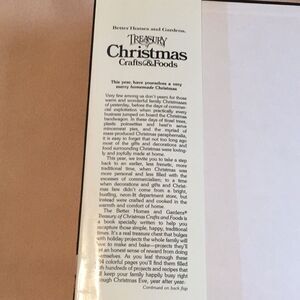 Better Homes and Gardens®
TREASURY
of
Christmas
Crafts & Foods
This year, have yourselves a very
merry homemade Christmas
Very few among us don't yearn for those
warm and wonderful family Christmases
of yesterday, before the days of commer-
cial exploitation when practically every
business jumped on board the Christmas
bandwagon. In these days of tinsel trees,
plastic poinsettias and heat'n serve
mincemeat pies, and the myriad of
mass-produced Christmas paraphernalia,
it is easy to forget that not too long ago
most of the gifts and decorations and
food surrounding Christmas were loving-
ly and joyfully made at home.
This year, we invite you to take a step
back to an earlier, less frenetic, more
traditional time, when Christmas was
more personal and less filled with the
excesses of commercialism; to a time
when decorations and gifts and Christ-
mas fare didn't come from a bright,
bustling, neon-lit department store, but
instead were crafted and cooked in the
warmth and comfort of home.
The Better Homes and Gardens®
Treasury of Christmas Crafts and Foods is
a book specially written to help you
recapture those simple, happy, traditional
times. It's a real treasure chest that bulges
with holiday projects the whole family will
love to make and bake—projects they'll
get an honest sense of reward from doing
themselves. As you leaf through these
colorful pages you'll find them filled
with hundreds of projects and recipes that
will keep your family happily busy right
through Christmas Eve, year after year.
Continued on back flap